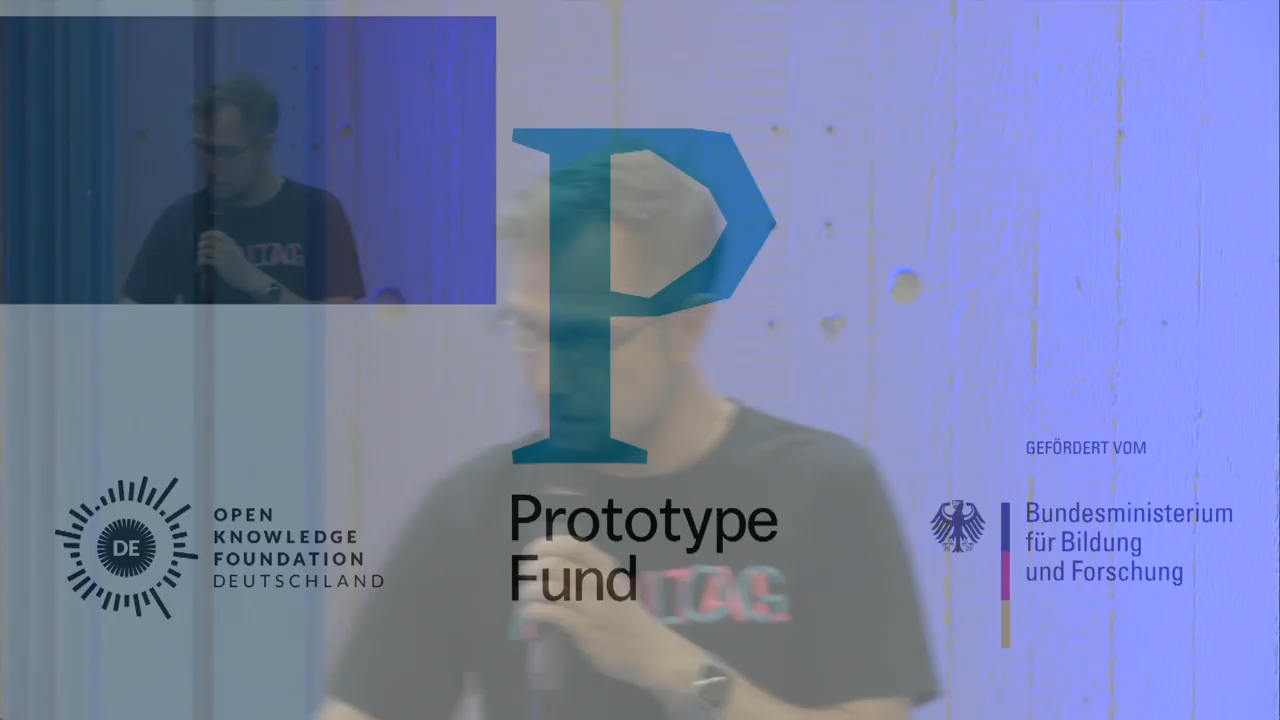 P
Prototype
Fund
DE
OPEN
KNOWLEDGE
FOUNDATION
DEUTSCHLAND
GEFÖRDERT VOM
Bundesministerium
für Bildung
und Forschung